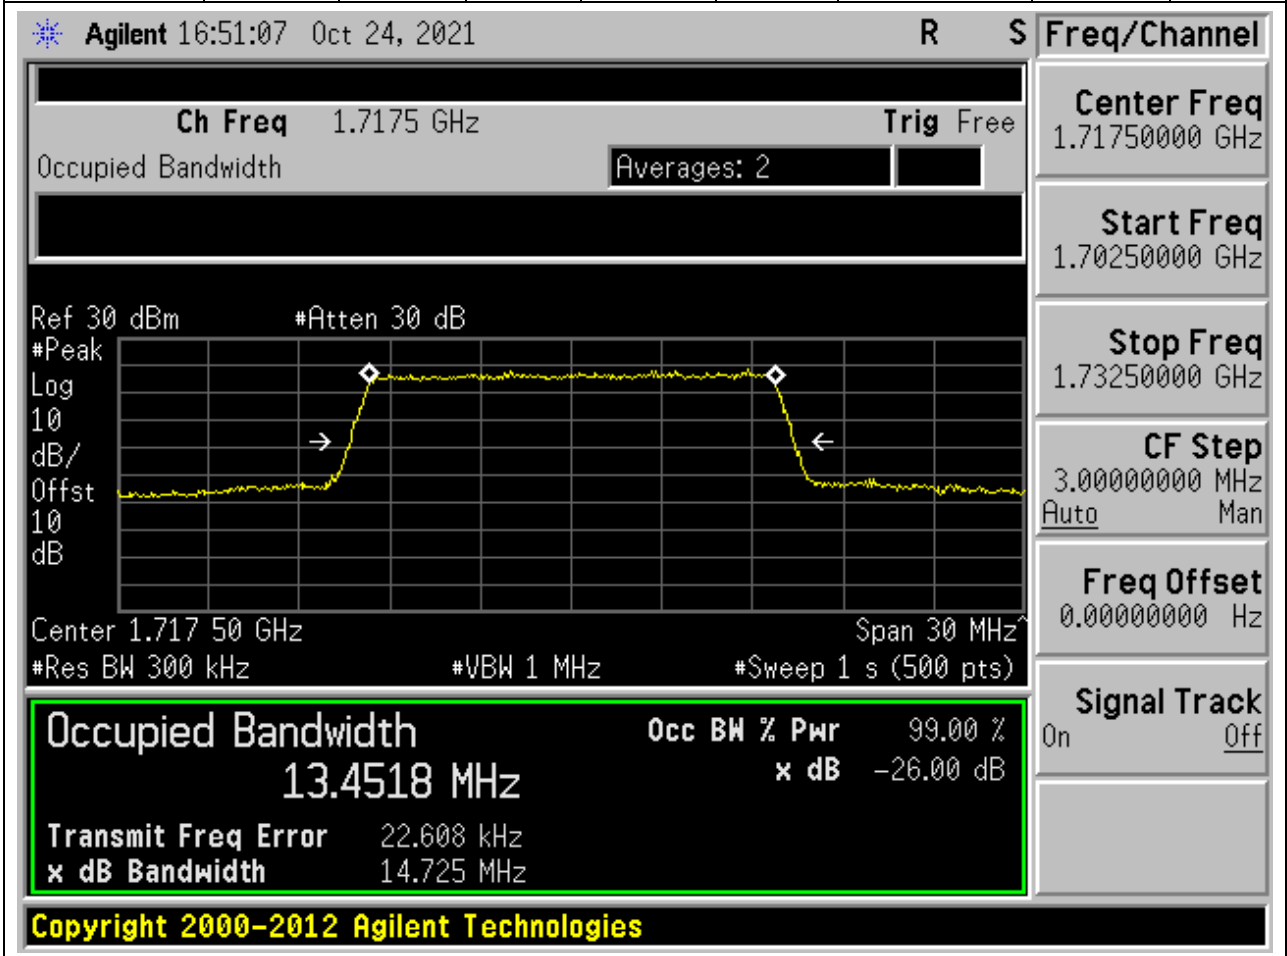 Agilent 16:51:07 Oct 24, 2021 R S
Freq/Channel
Ch Freq 1.7175 GHz Trig Free
Occupied Bandwidth Averages: 2
Center Freq
1.71750000 GHz
Start Freq
1.70250000 GHz
Stop Freq
1.73250000 GHz
CF Step
3.00000000 MHz
Auto Man
Freq Offset
0.00000000 Hz
Signal Track
On Off
Ref 30 dBm #Atten 30 dB
#Peak
Log
10
dB/
Offst
10
dB
Center 1.717 50 GHz Span 30 MHz^
#Res BW 300 kHz #VBW 1 MHz #Sweep 1 s (500 pts)
Occupied Bandwidth Occ BW % Pwr 99.00 %
13.4518 MHz x dB -26.00 dB
Transmit Freq Error 22.608 kHz
x dB Bandwidth 14.725 MHz
Copyright 2000-2012 Agilent Technologies